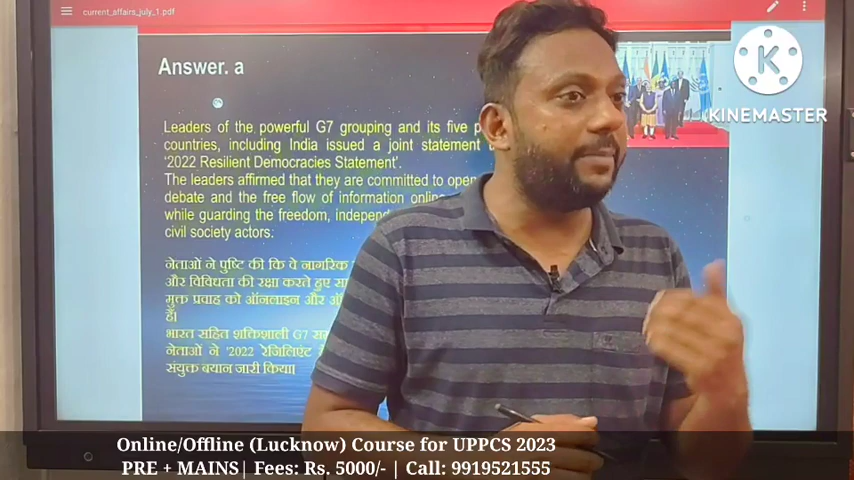 current_affairs_july_1.pdf
KINEMASTER
Answer. a
Leaders of the powerful G7 grouping and its five
countries, including India issued a joint statement
‘2022 Resilient Democracies Statement’.
The leaders affirmed that they are committed to open
debate and the free flow of information online
while guarding the freedom,
civil society actors.
नेताओं ने पुष्टि की कि वे नागरिक
और विविधता की रक्षा करते हुए
मुक्त प्रवाह को ऑनलाइन और
हैं।
भारत सहित शक्तिशाली G7
नेताओं ने '2022 रेजिलिएंट
संयुक्त बयान जारी किया।
Online/Offline (Lucknow) Course for UPPCS 2023
PRE + MAINS| Fees: Rs. 5000/- | Call: 9919521555